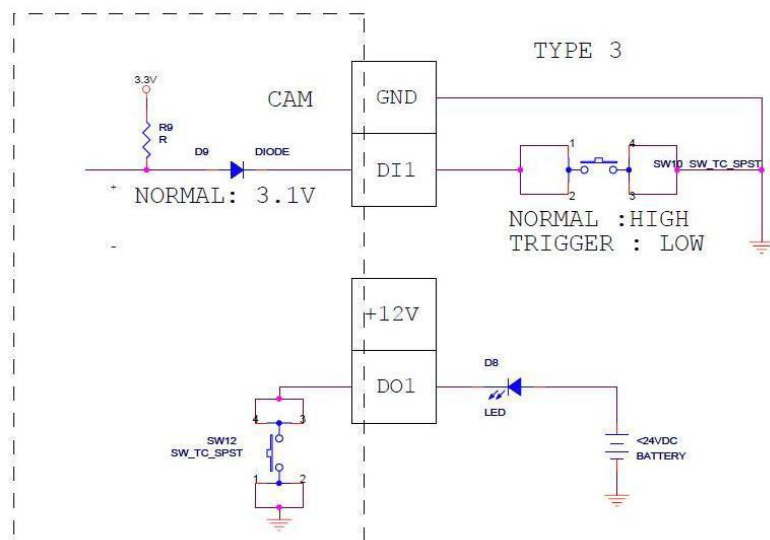 TYPE 3
3.3V
CAM
GND
R9
R
D9
DIODE
DI1
1
4
SW10
SW_TC_SPST
2
3
+
NORMAL: 3.1V
-
NORMAL :HIGH
TRIGGER : LOW
+12V
D8
DO1
LED
4
3
SW12
SW_TC_SPST
<24VDC
BATTERY
1
2